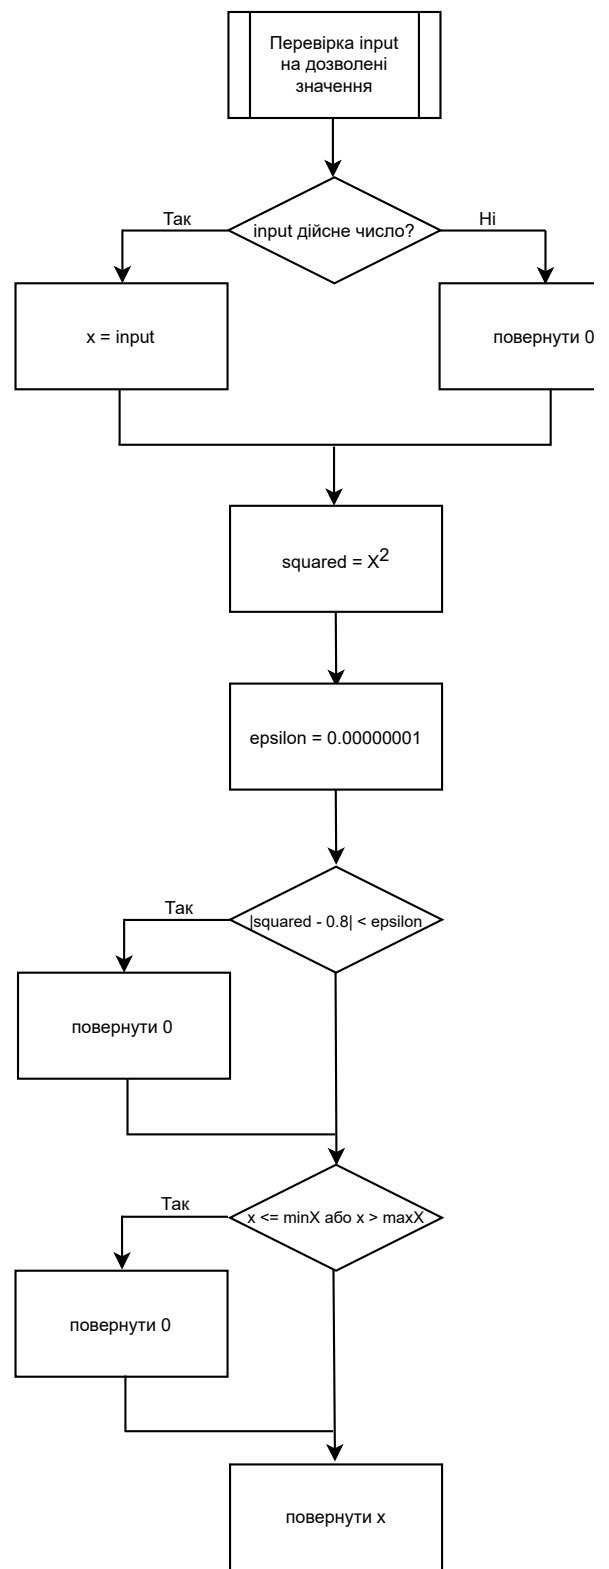 Перевірка input
на дозволені
значення
input дійсне число?
Так
Ні
x = input
повернути 0
squared = X²
epsilon = 0.00000001
|squared - 0.8| < epsilon
Так
повернути 0
x <= minX або x > maxX
Так
повернути 0
повернути x